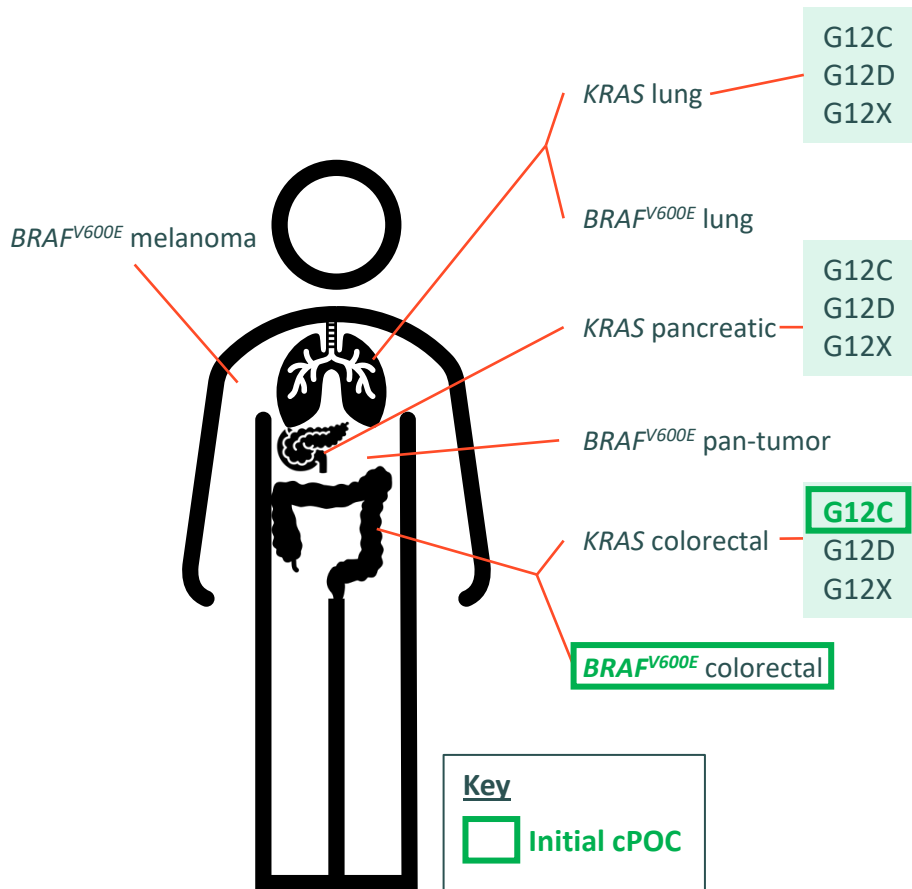 G12C
KRAS lung
G12D
G12X
BRAFV600E melanoma
BRAFV600E lung
G12C
KRAS pancreatic
G12D
G12X
BRAFV600E pan-tumor
G12C
KRAS colorectal
G12D
G12X
BRAFV600E colorectal
Key
Initial cPOC